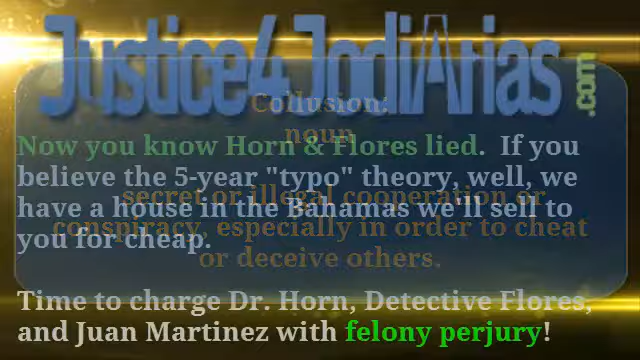 Justice4JodiArias
.com
Collusion:
noun
Now you know Horn & Flores lied.  If you
believe the 5-year "typo" theory, well, we
secret or illegal cooperation or
have a house in the Bahamas we'll sell to
conspiracy, especially in order to cheat
you for cheap.
or deceive others.
Time to charge Dr. Horn, Detective Flores,
and Juan Martinez with felony perjury!